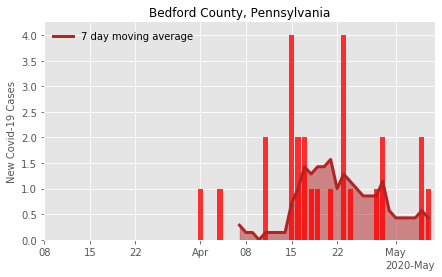 Bedford County, Pennsylvania
7 day moving average
New Covid-19 Cases
4.0
3.5
3.0
2.5
2.0
1.5
1.0
0.5
0.0
08 15 22 Apr 08 15 22 May
2020-May